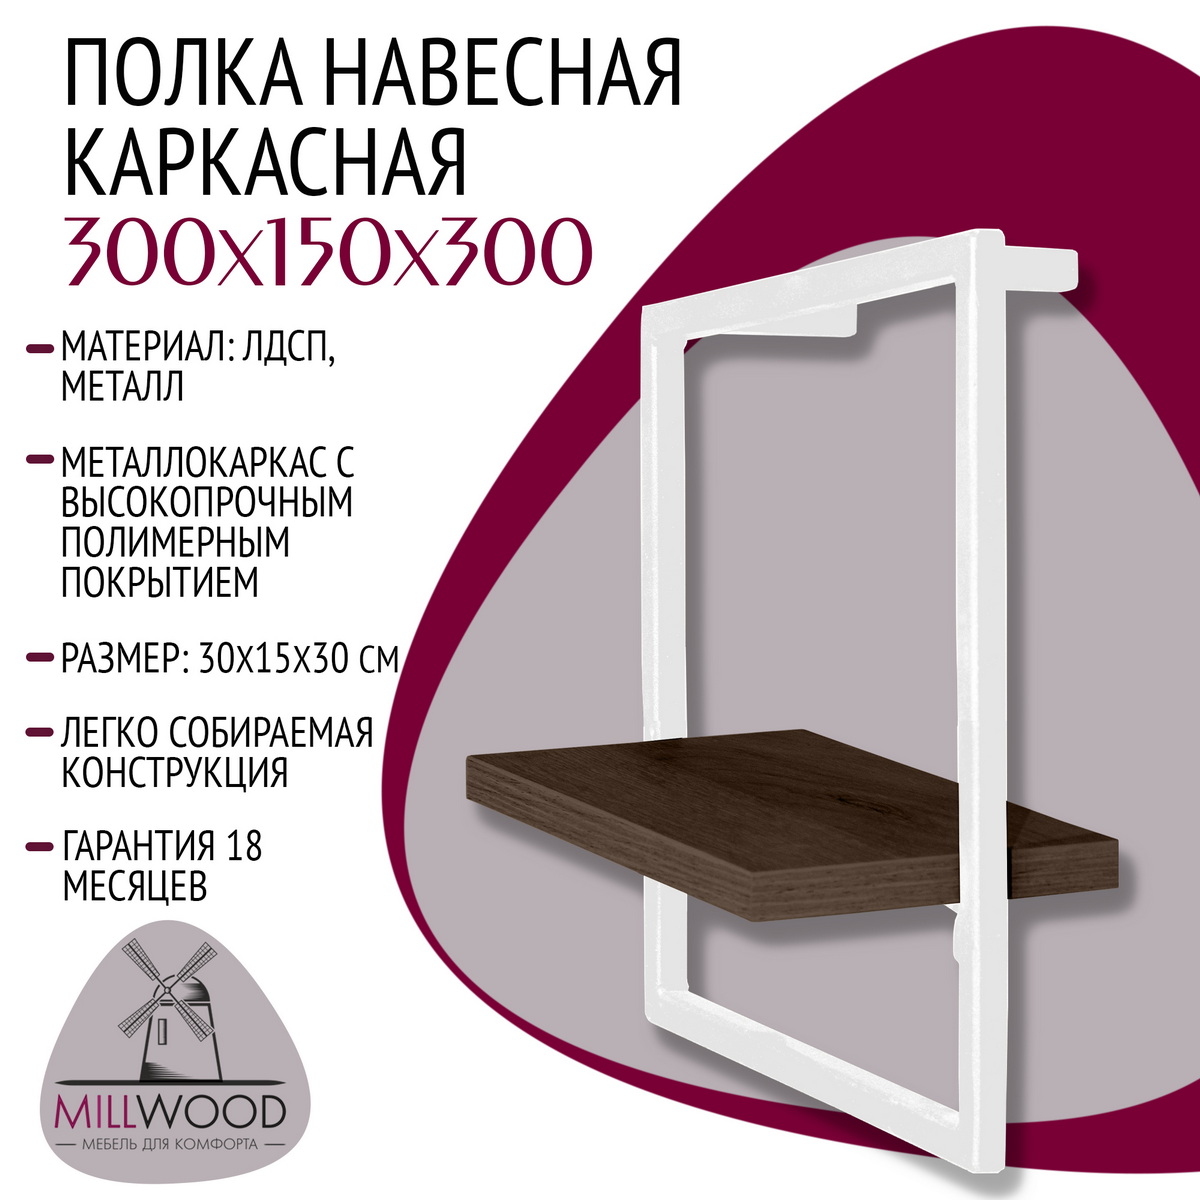 ПОЛКА НАВЕСНАЯ
КАРКАСНАЯ
300х150х300
МАТЕРИАЛ: ЛДСП,
МЕТАЛЛ
МЕТАЛЛОКАРКАС С
ВЫСОКОПРОЧНЫМ
ПОЛИМЕРНЫМ
ПОКРЫТИЕМ
РАЗМЕР: 30Х15Х30 СМ
ЛЕГКО СОБИРАЕМАЯ
КОНСТРУКЦИЯ
ГАРАНТИЯ 18
МЕСЯЦЕВ
MILLWOOD
МЕБЕЛЬ ДЛЯ КОМФОРТА